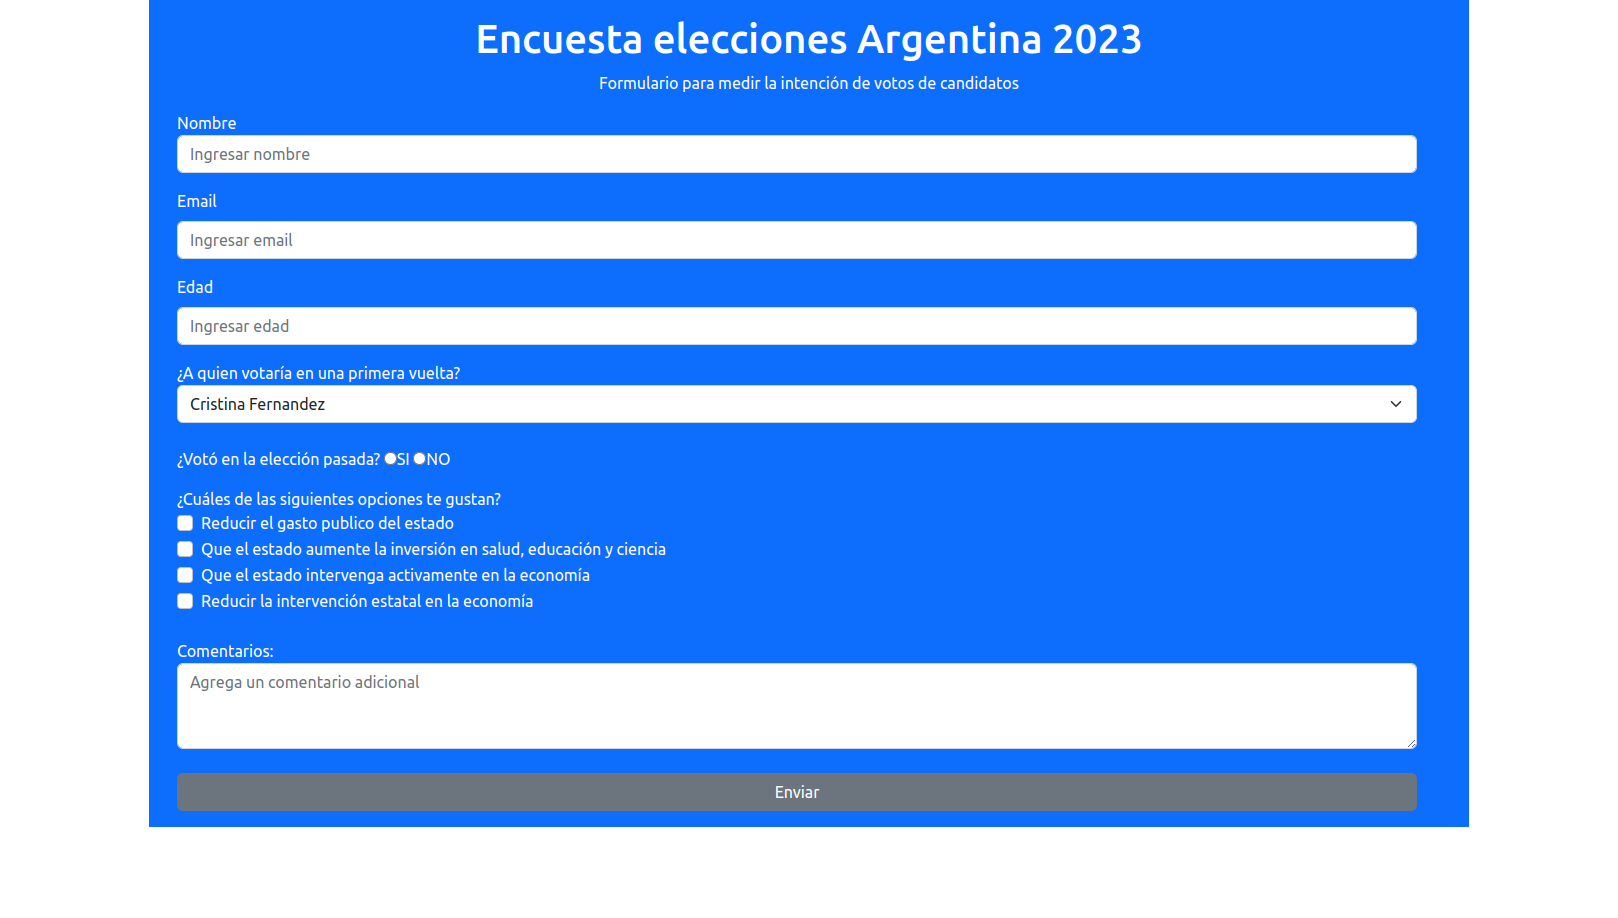 Encuesta elecciones Argentina 2023
Formulario para medir la intención de votos de candidatos
Nombre
Ingresar nombre
Email
Ingresar email
Edad
Ingresar edad
¿A quien votaría en una primera vuelta?
Cristina Fernandez
¿Votó en la elección pasada? SI NO
¿Cuáles de las siguientes opciones te gustan?
Reducir el gasto publico del estado
Que el estado aumente la inversión en salud, educación y ciencia
Que el estado intervenga activamente en la economía
Reducir la intervención estatal en la economía
Comentarios:
Agrega un comentario adicional
Enviar